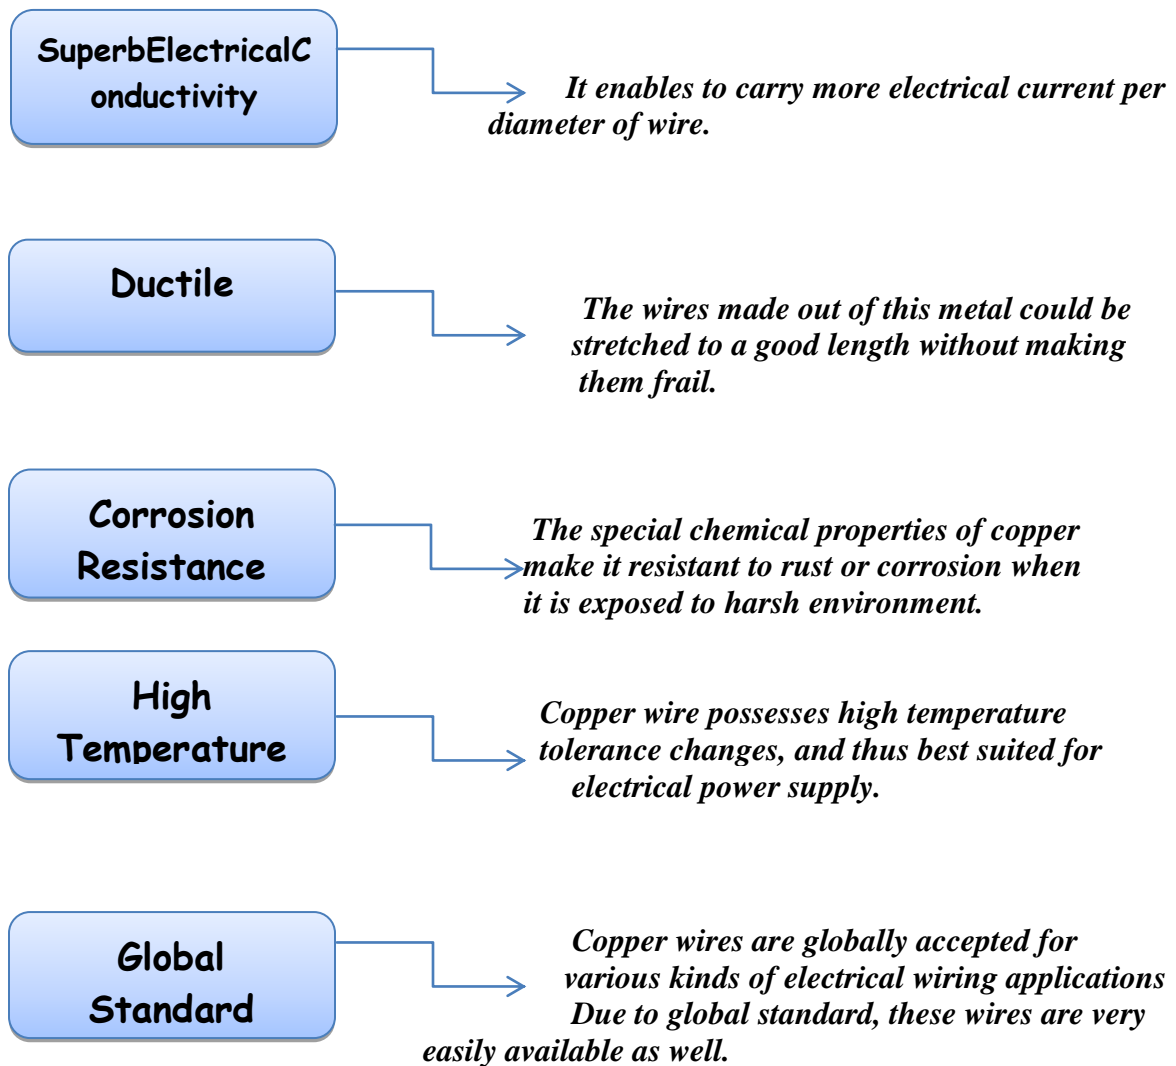 SuperbElectricalC
onductivity
It enables to carry more electrical current per
diameter of wire.
Ductile
The wires made out of this metal could be
stretched to a good length without making
them frail.
Corrosion
Resistance
The special chemical properties of copper
make it resistant to rust or corrosion when
it is exposed to harsh environment.
High
Temperature
Copper wire possesses high temperature
tolerance changes, and thus best suited for
electrical power supply.
Global
Standard
Copper wires are globally accepted for
various kinds of electrical wiring applications
Due to global standard, these wires are very
easily available as well.